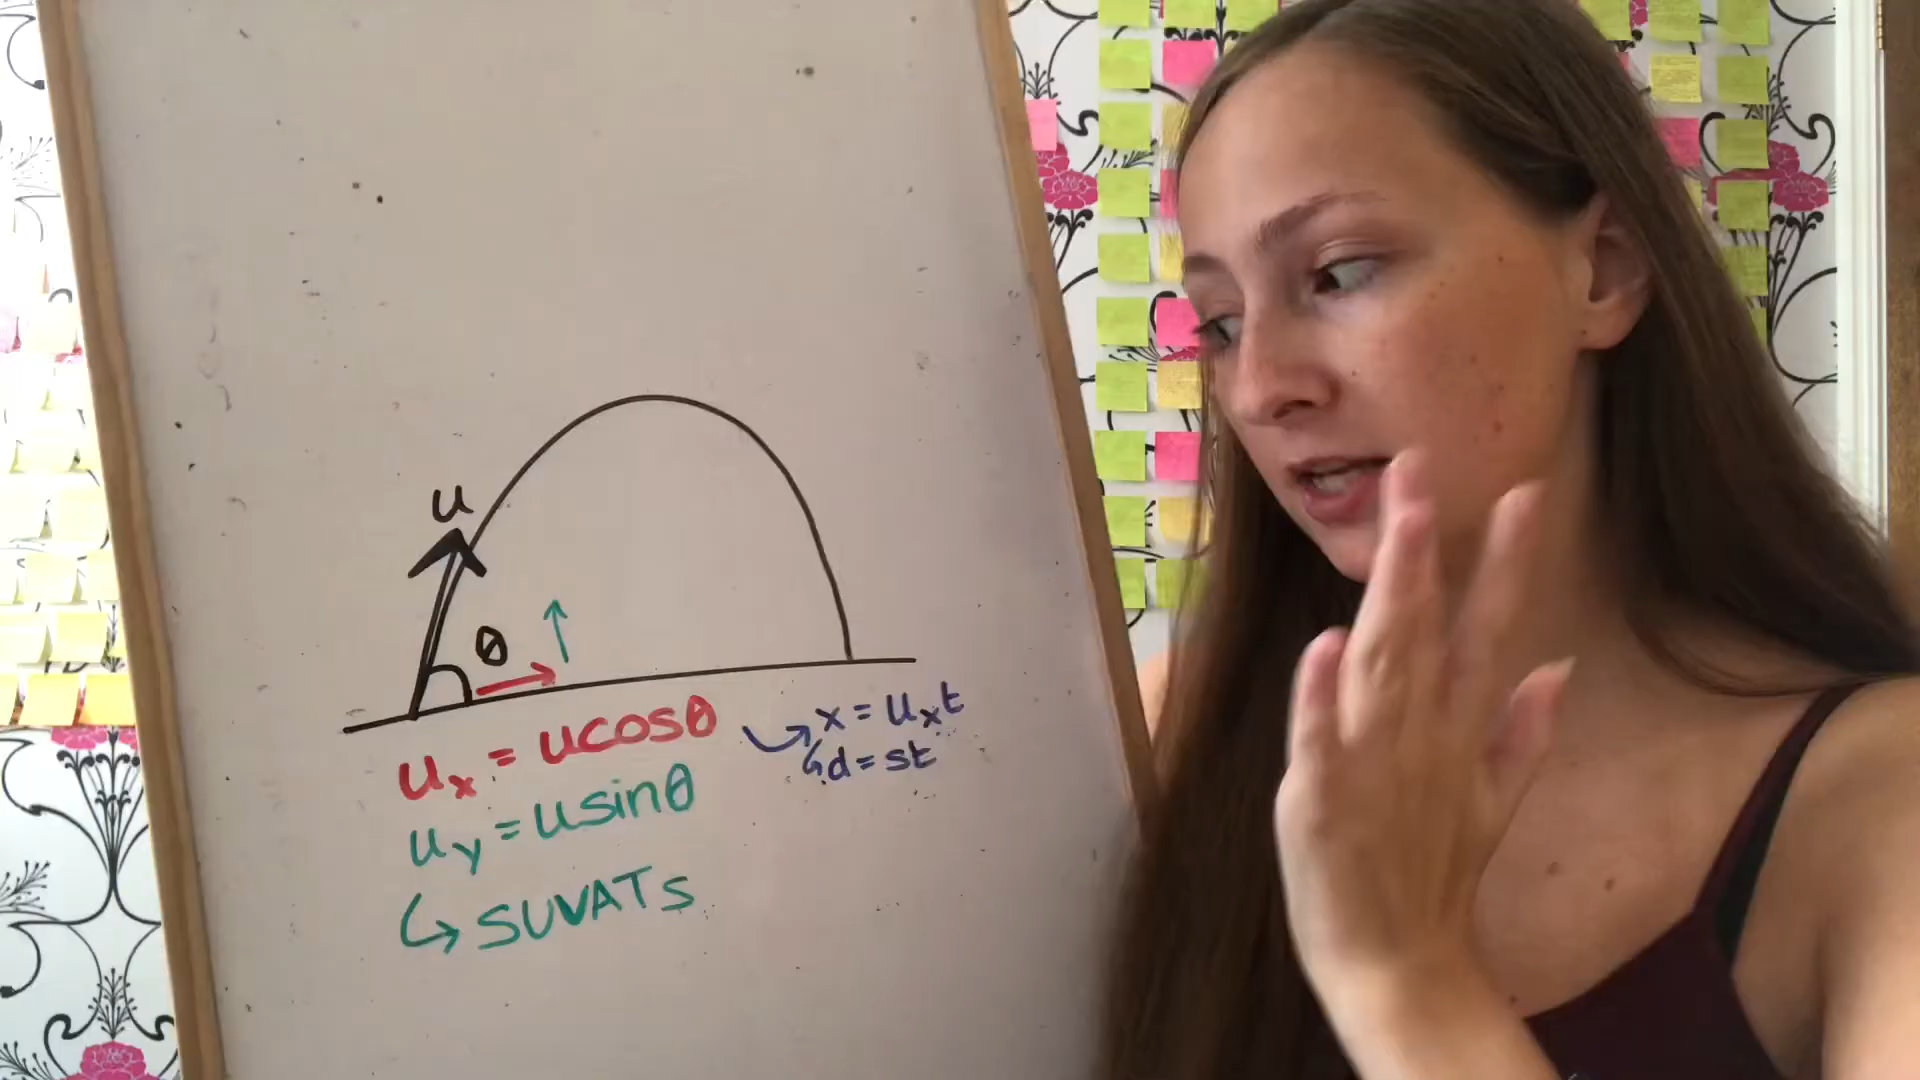 u
θ
uₓ = ucosθ
x = uₓt
↳ d = st
u_y = usinθ
↳ SUVATs